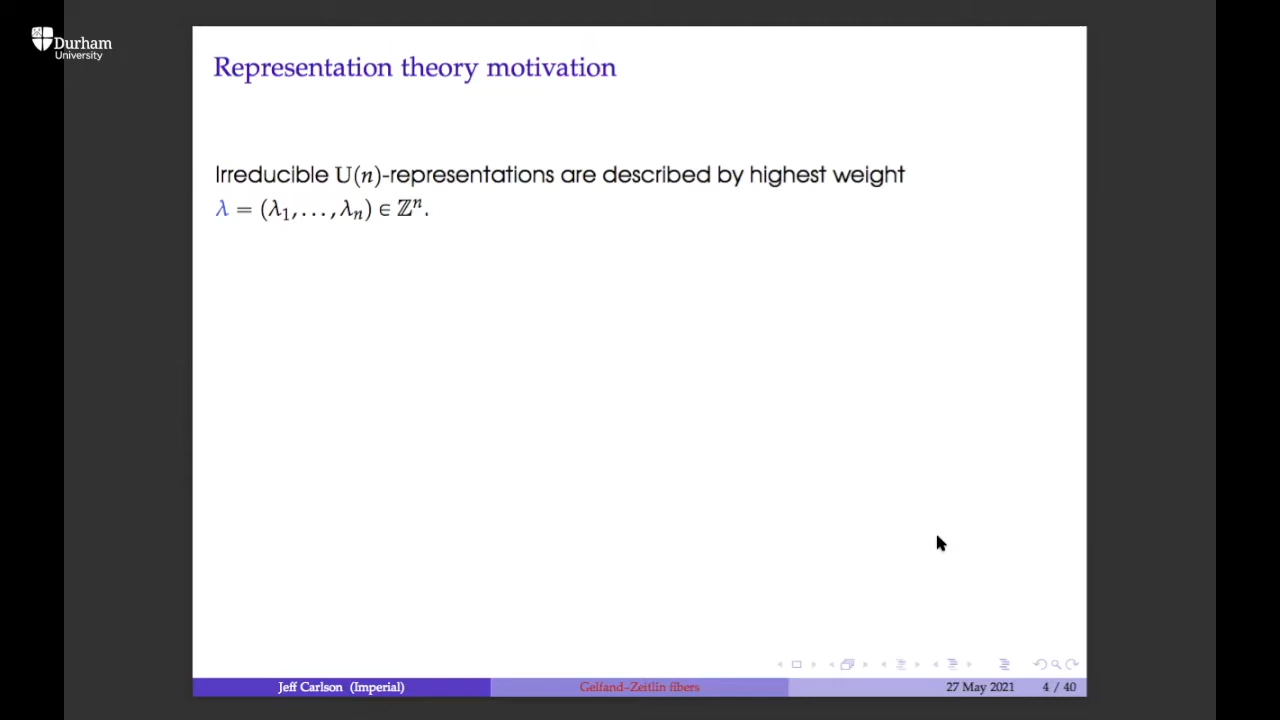 Durham
University
Representation theory motivation
Irreducible U(n)-representations are described by highest weight
λ = (λ₁, . . . , λₙ) ∈ ℤⁿ.
Jeff Carlson (Imperial) Gelfand–Zeitlin fibers 27 May 2021 4 / 40